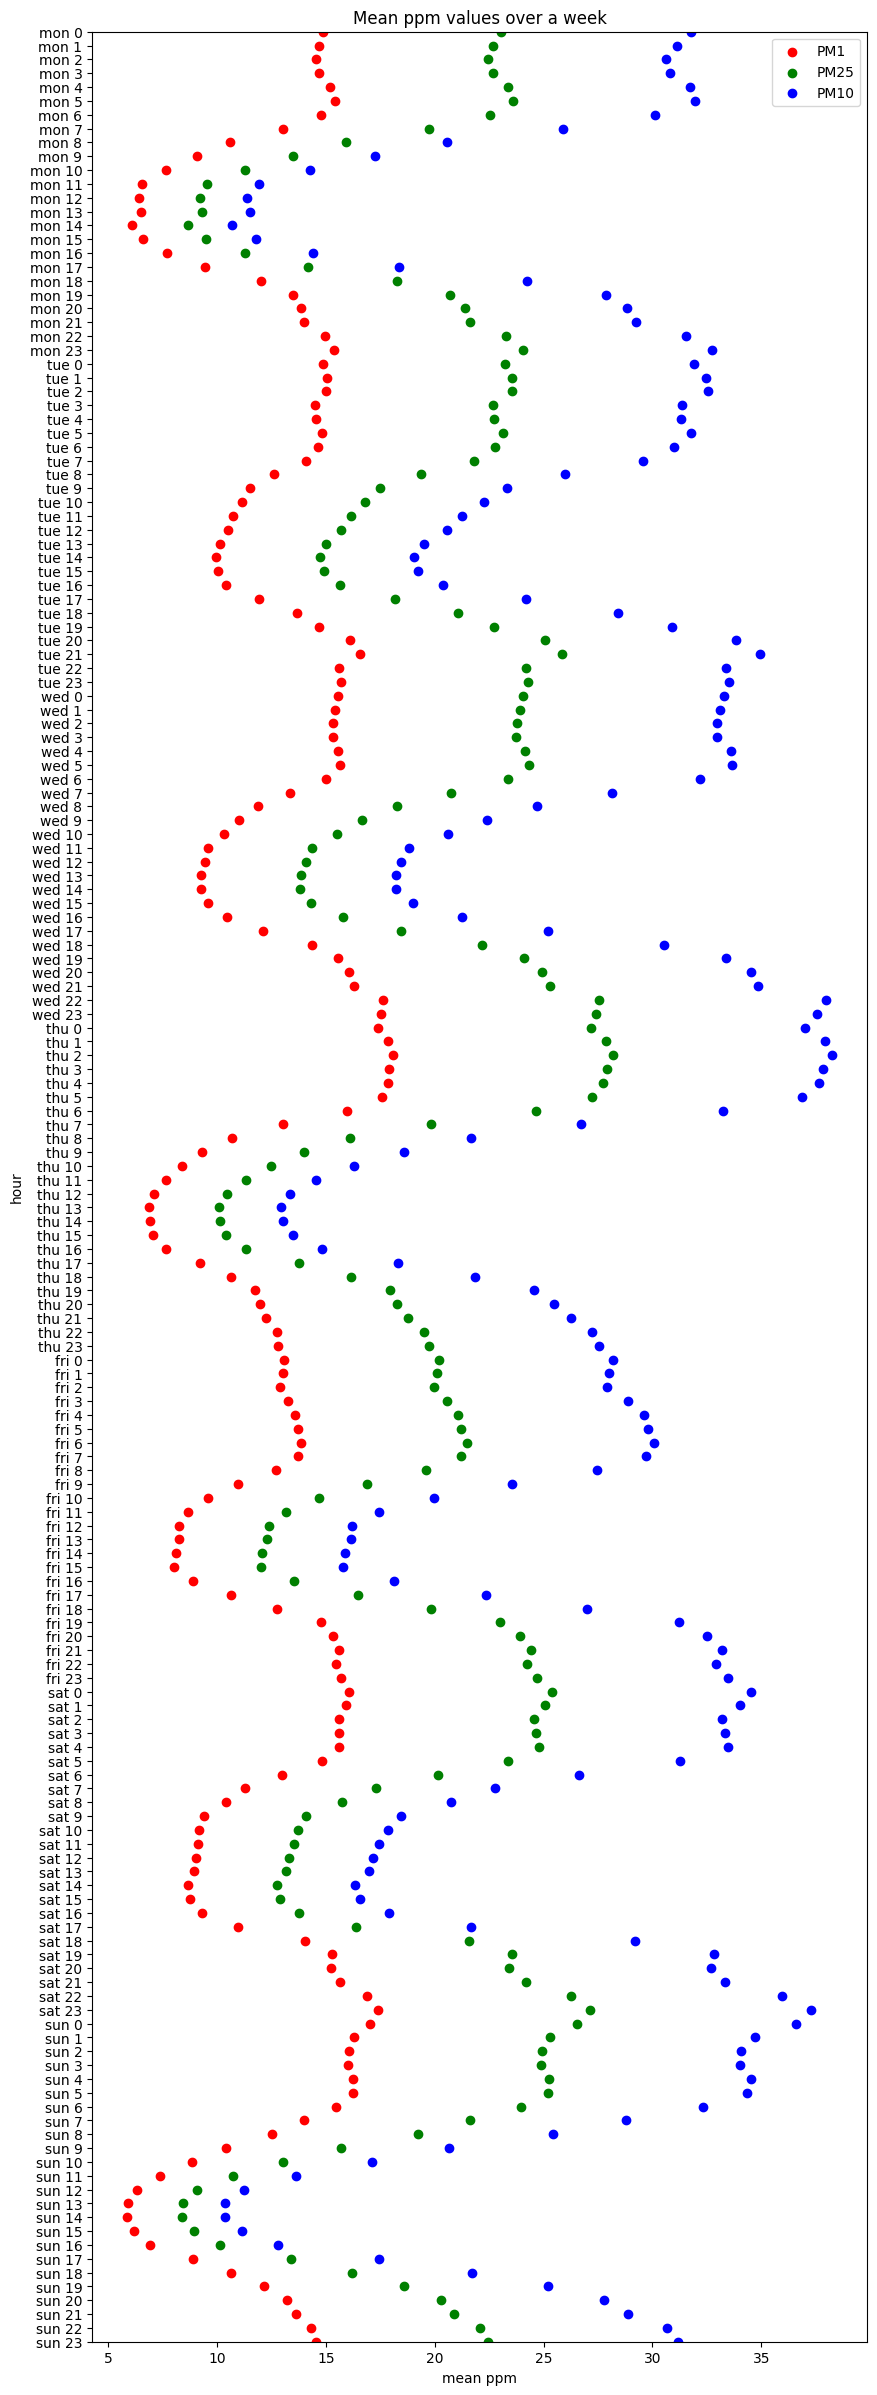 Mean ppm values over a week
PM1
PM25
PM10
mon 0
mon 1
mon 2
mon 3
mon 4
mon 5
mon 6
mon 7
mon 8
mon 9
mon 10
mon 11
mon 12
mon 13
mon 14
mon 15
mon 16
mon 17
mon 18
mon 19
mon 20
mon 21
mon 22
mon 23
tue 0
tue 1
tue 2
tue 3
tue 4
tue 5
tue 6
tue 7
tue 8
tue 9
tue 10
tue 11
tue 12
tue 13
tue 14
tue 15
tue 16
tue 17
tue 18
tue 19
tue 20
tue 21
tue 22
tue 23
wed 0
wed 1
wed 2
wed 3
wed 4
wed 5
wed 6
wed 7
wed 8
wed 9
wed 10
wed 11
wed 12
wed 13
wed 14
wed 15
wed 16
wed 17
wed 18
wed 19
wed 20
wed 21
wed 22
wed 23
thu 0
thu 1
thu 2
thu 3
thu 4
thu 5
thu 6
thu 7
thu 8
thu 9
thu 10
thu 11
thu 12
thu 13
thu 14
thu 15
thu 16
thu 17
thu 18
thu 19
thu 20
thu 21
thu 22
thu 23
fri 0
fri 1
fri 2
fri 3
fri 4
fri 5
fri 6
fri 7
fri 8
fri 9
fri 10
fri 11
fri 12
fri 13
fri 14
fri 15
fri 16
fri 17
fri 18
fri 19
fri 20
fri 21
fri 22
fri 23
sat 0
sat 1
sat 2
sat 3
sat 4
sat 5
sat 6
sat 7
sat 8
sat 9
sat 10
sat 11
sat 12
sat 13
sat 14
sat 15
sat 16
sat 17
sat 18
sat 19
sat 20
sat 21
sat 22
sat 23
sun 0
sun 1
sun 2
sun 3
sun 4
sun 5
sun 6
sun 7
sun 8
sun 9
sun 10
sun 11
sun 12
sun 13
sun 14
sun 15
sun 16
sun 17
sun 18
sun 19
sun 20
sun 21
sun 22
sun 23
hour
5 10 15 20 25 30 35
mean ppm